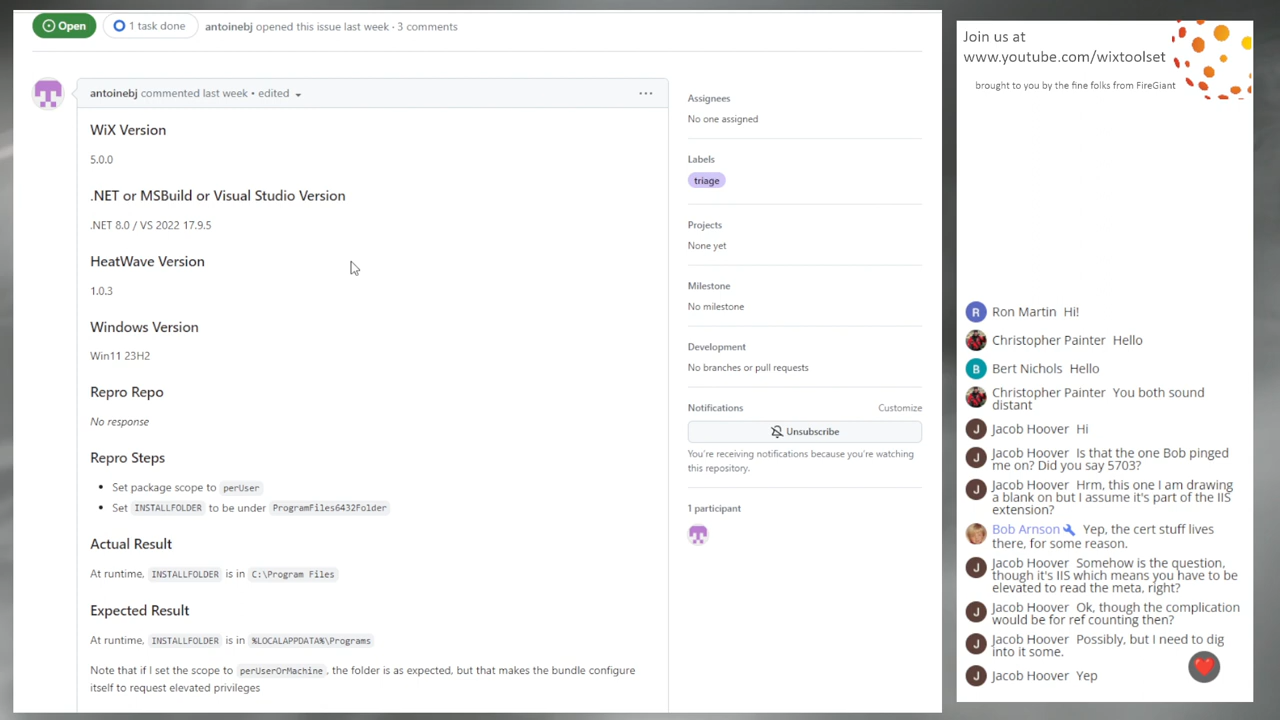 Open
1 task done
antoinebj opened this issue last week · 3 comments
antoinebj commented last week • edited
WiX Version
5.0.0
.NET or MSBuild or Visual Studio Version
.NET 8.0 / VS 2022 17.9.5
HeatWave Version
1.0.3
Windows Version
Win11 23H2
Repro Repo
No response
Repro Steps
• Set package scope to perUser
• Set INSTALLFOLDER to be under ProgramFiles6432Folder
Actual Result
At runtime, INSTALLFOLDER is in C:\Program Files
Expected Result
At runtime, INSTALLFOLDER is in %LOCALAPPDATA%\Programs
Note that if I set the scope to perUserOrMachine, the folder is as expected, but that makes the bundle configure
itself to request elevated privileges
Assignees
No one assigned
Labels
triage
Projects
None yet
Milestone
No milestone
Development
No branches or pull requests
Notifications
Customize
Unsubscribe
You're receiving notifications because you're watching
this repository.
1 participant
Join us at
www.youtube.com/wixtoolset
brought to you by the fine folks from FireGiant
R Ron Martin Hi!
Christopher Painter Hello
B Bert Nichols Hello
Christopher Painter You both sound
distant
J Jacob Hoover Hi
J Jacob Hoover Is that the one Bob pinged
me on? Did you say 5703?
J Jacob Hoover Hrm, this one I am drawing
a blank on but I assume it's part of the IIS
extension?
Bob Arnson Yep, the cert stuff lives
there, for some reason.
J Jacob Hoover Somehow is the question,
though it's IIS which means you have to be
elevated to read the meta, right?
J Jacob Hoover Ok, though the complication
would be for ref counting then?
J Jacob Hoover Possibly, but I need to dig
into it some.
J Jacob Hoover Yep